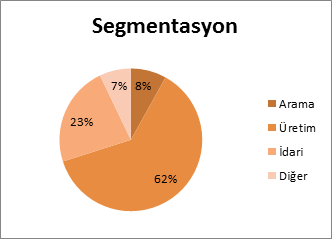 Segmentasyon
7%
8%
23%
62%
Arama
Üretim
İdari
Diğer